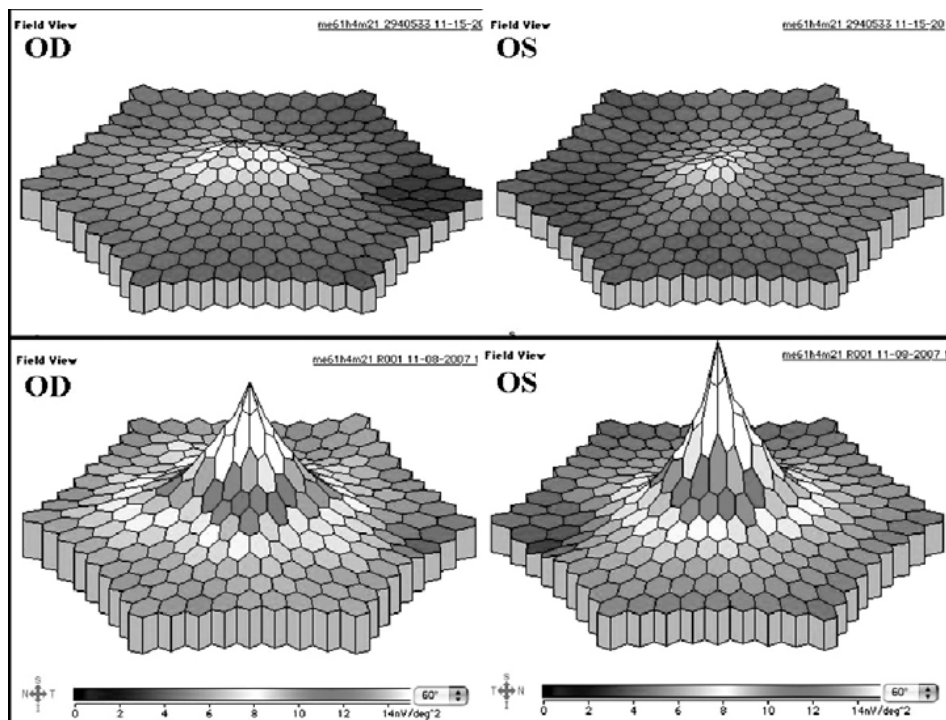 Field View
me61h4m21 2940533 11-15-20
OD
Field View
me61h4m21 2940533 11-15-20
OS
Field View
me61h4m21 R001 11-08-2007 1
OD
Field View
me61h4m21 R001 11-08-2007 1
OS
S
N T
I
60°
0 2 4 6 8 10 12 14nV/deg^2
S
T N
I
60°
0 2 4 6 8 10 12 14nV/deg^2